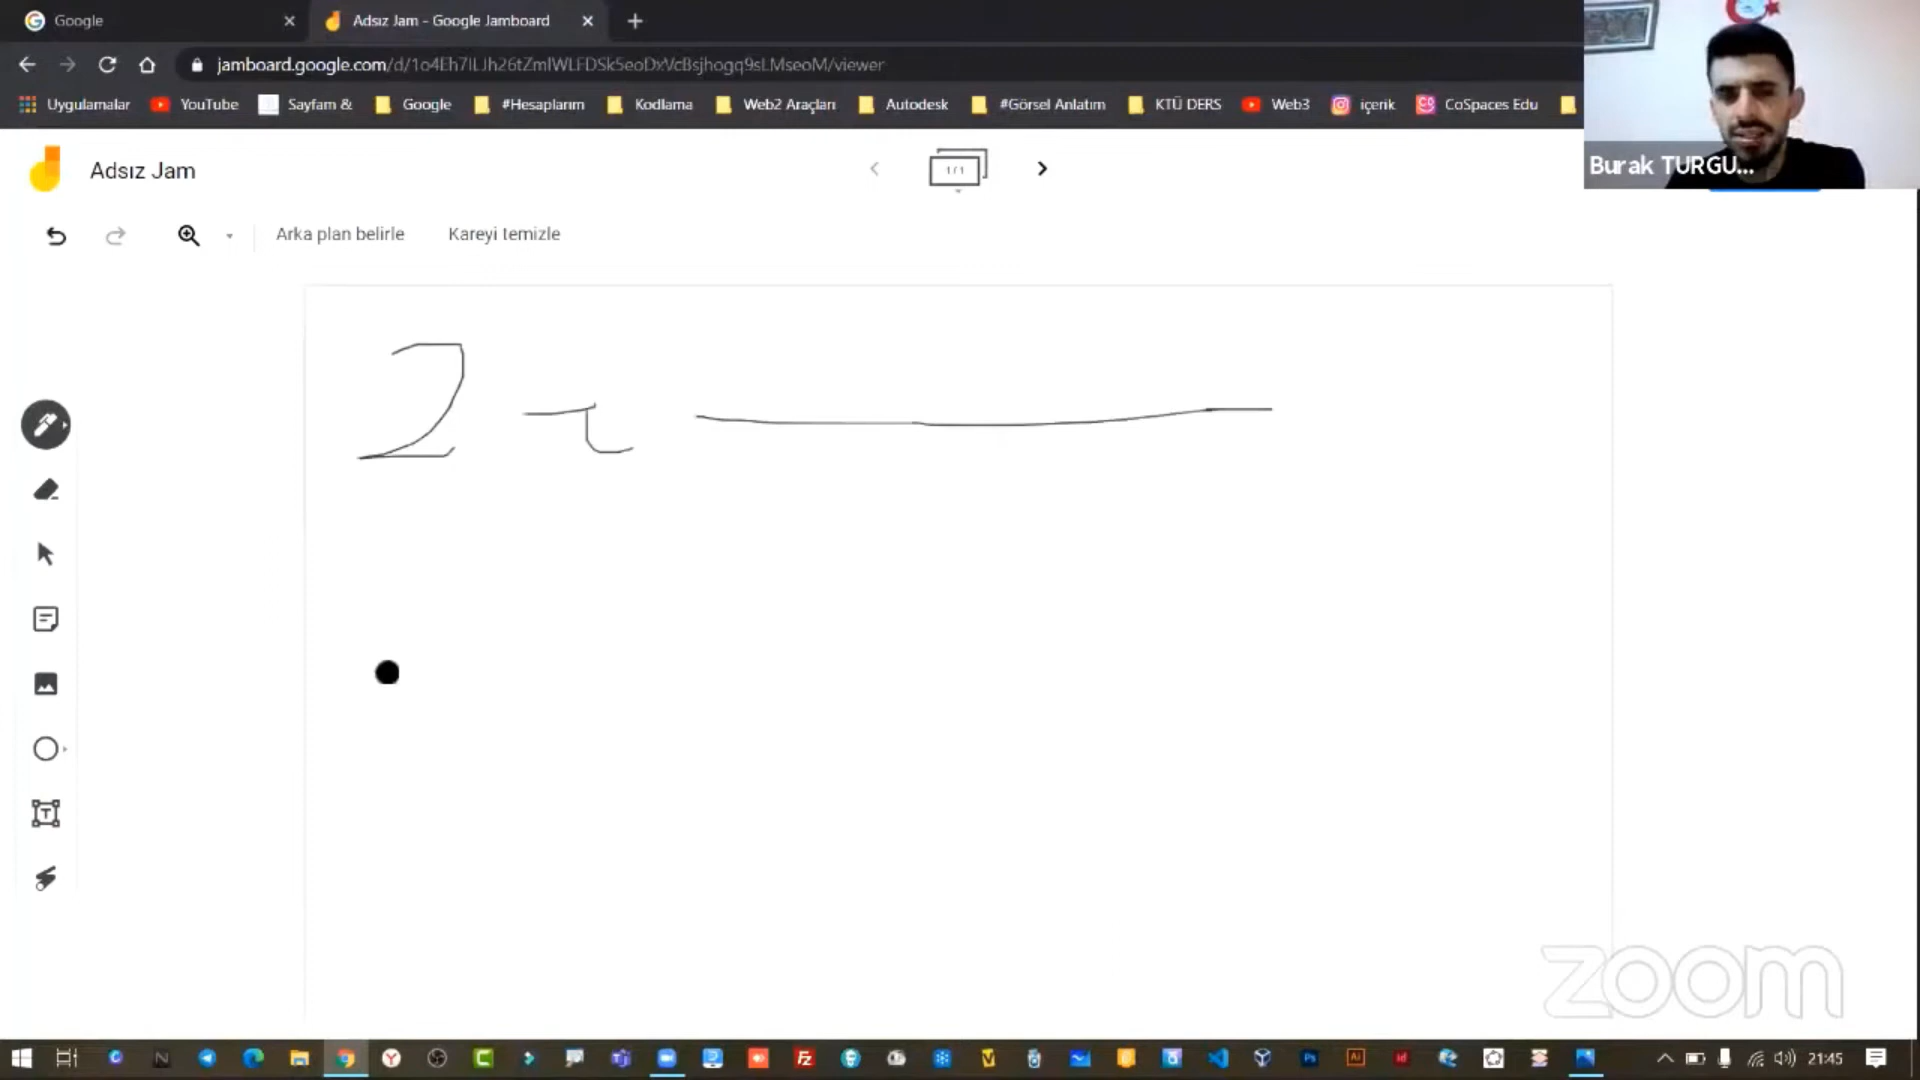 Google
Adsız Jam - Google Jamboard
jamboard.google.com
/viewer
Uygulamalar
YouTube
Sayfam &
Google
#Hesaplarım
Kodlama
Web2 Araçları
Autodesk
#Görsel Anlatım
KTÜ DERS
Web3
içerik
CoSpaces Edu
Burak TURGU...
Adsız Jam
1/1
Arka plan belirle
Kareyi temizle
2
zoom
21:45